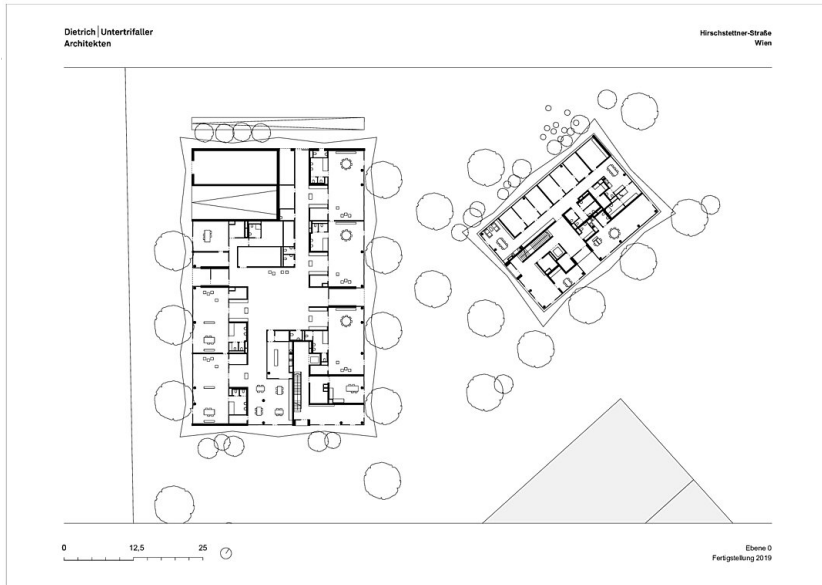 Dietrich | Untertrifaller
Architekten
Hirschstettner-Straße
Wien
0 12,5 25
Ebene 0
Fertigstellung 2019